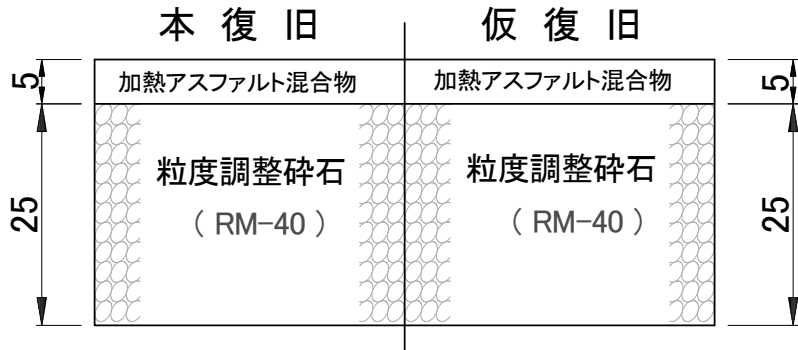 本復旧 仮復旧
5 加熱アスファルト混合物 加熱アスファルト混合物 5
25 粒度調整砕石 粒度調整砕石 25
（RM-40） （RM-40）